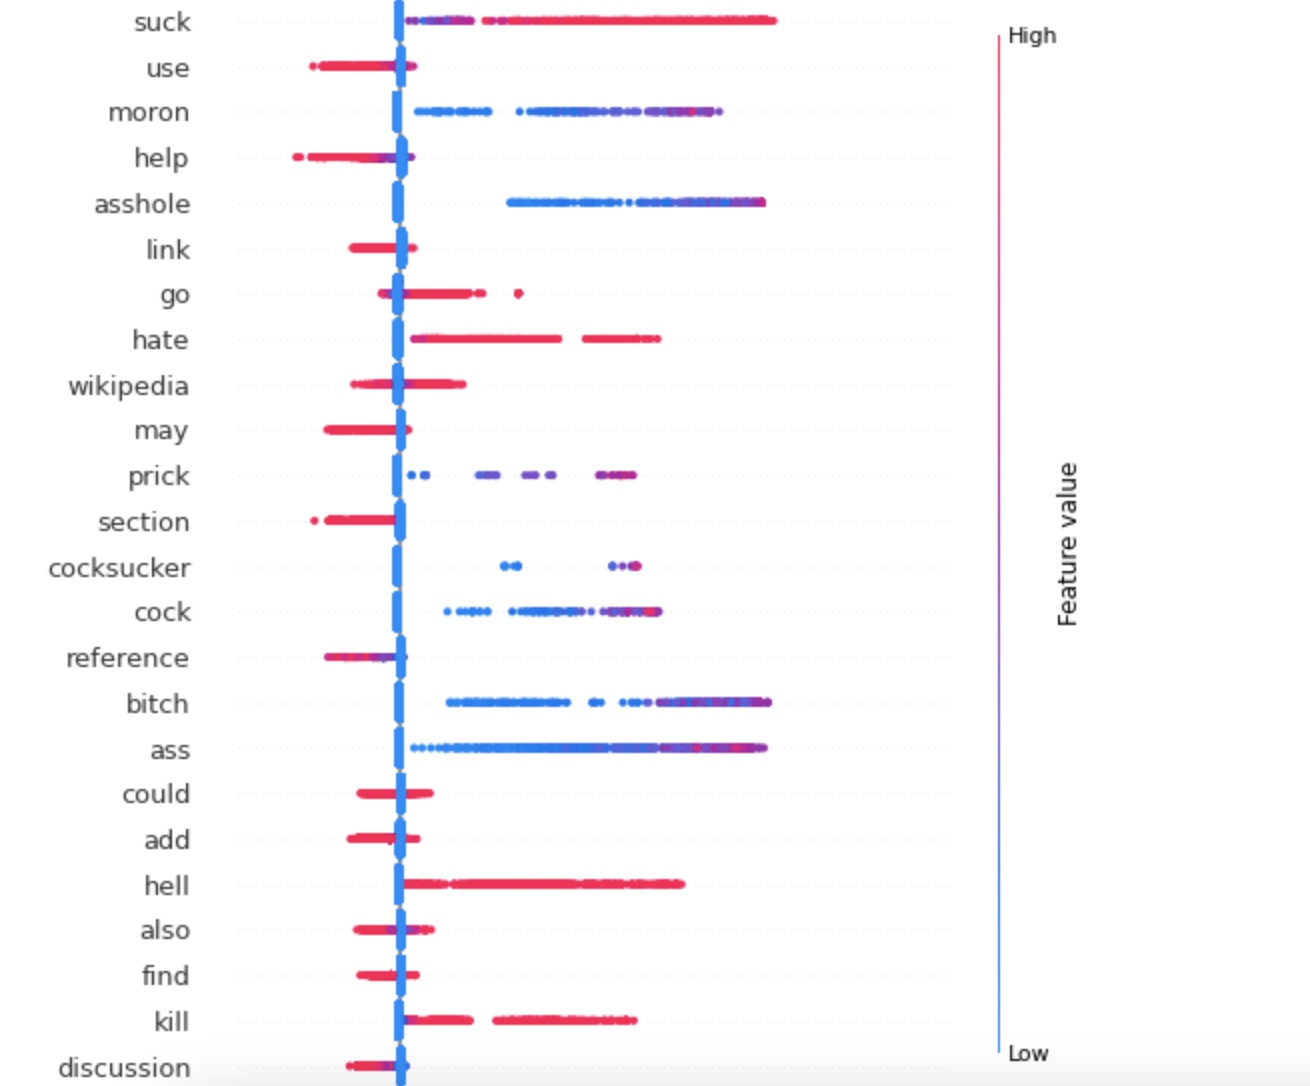 suck
use
moron
help
asshole
link
go
hate
wikipedia
may
prick
section
cocksucker
cock
reference
bitch
ass
could
add
hell
also
find
kill
discussion
High
Feature value
Low